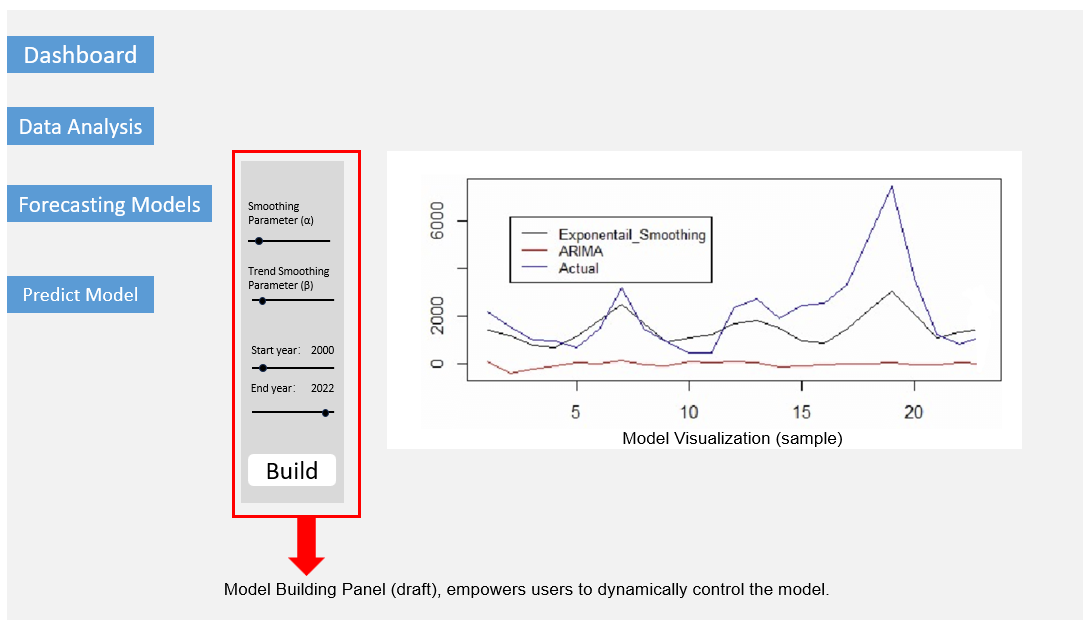 Dashboard
Data Analysis
Forecasting Models
Predict Model
Smoothing
Parameter (α)
Trend Smoothing
Parameter (β)
Start year: 2000
End year: 2022
Build
6000
2000
0
Exponentail_Smoothing
ARIMA
Actual
5 10 15 20
Model Visualization (sample)
Model Building Panel (draft), empowers users to dynamically control the model.